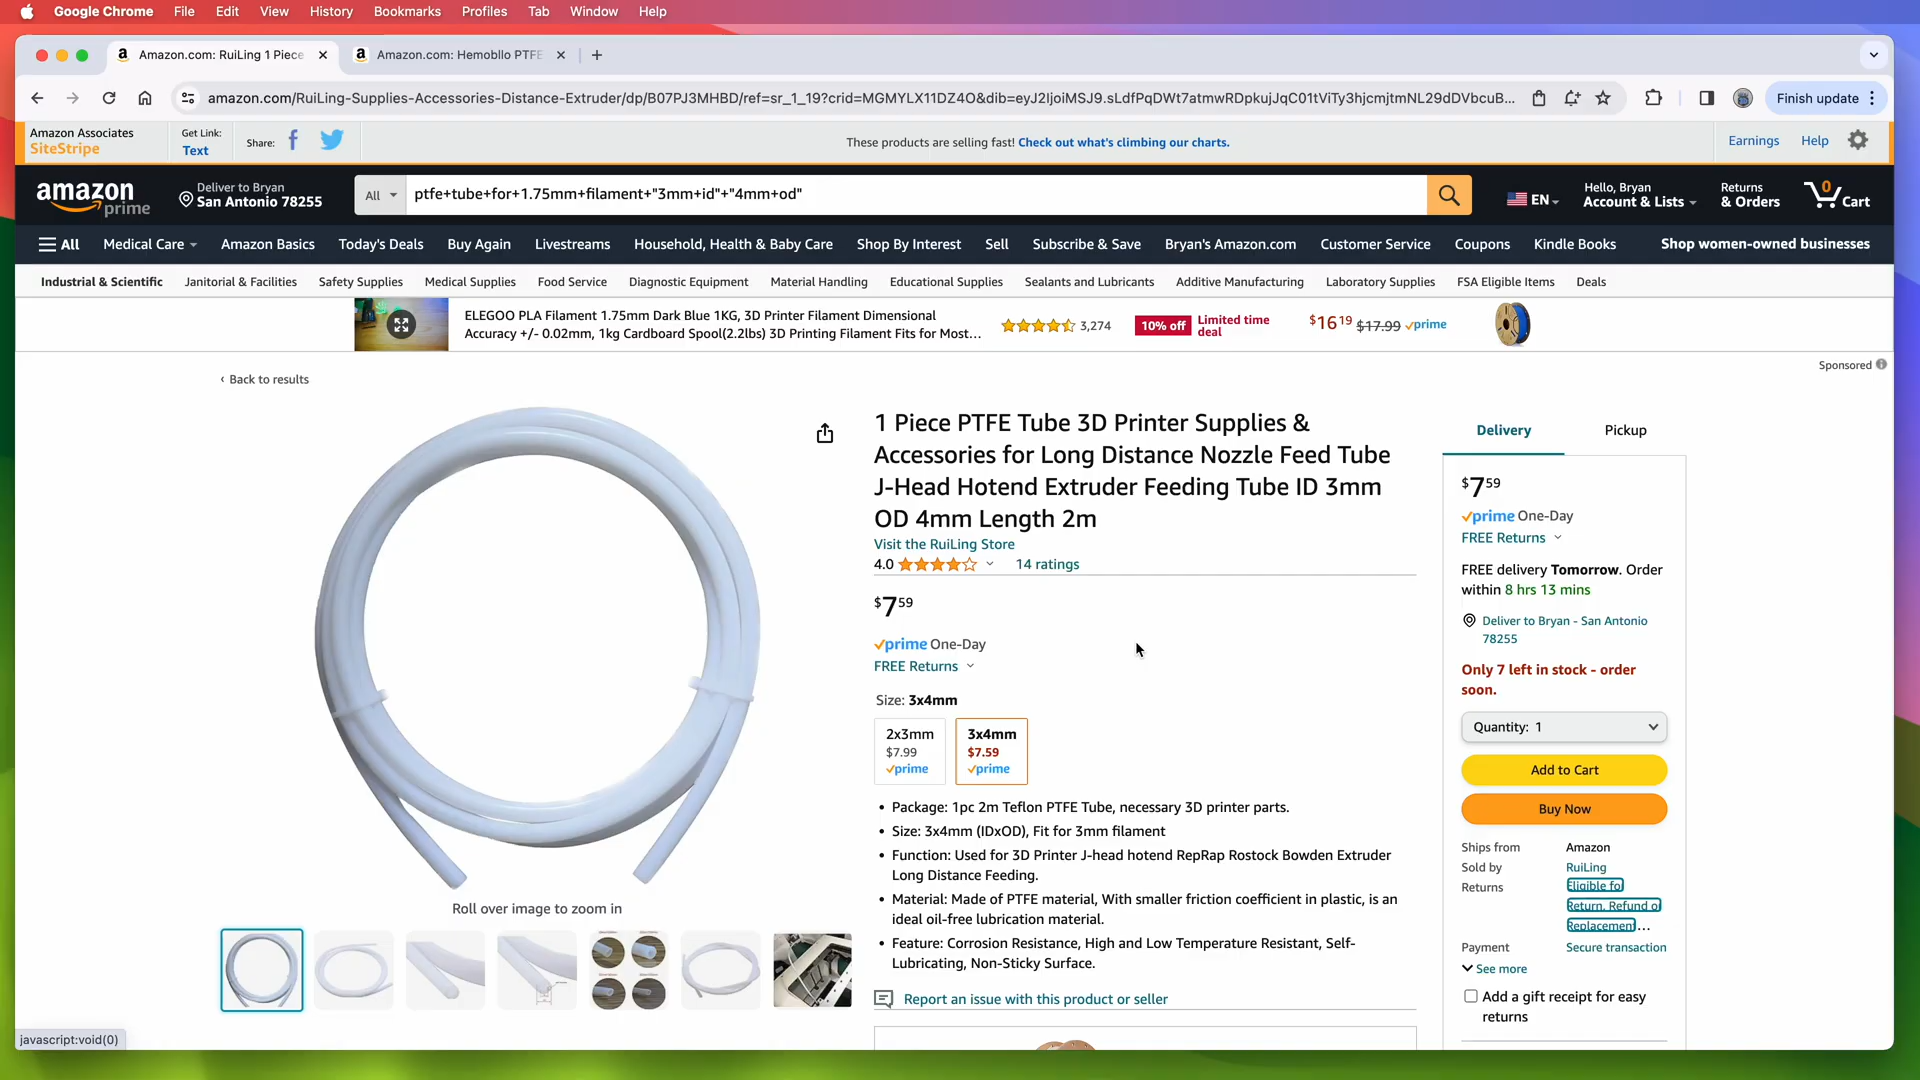 Google Chrome File Edit View History Bookmarks Profiles Tab Window Help
Amazon.com: RuiLing 1 Piece
Amazon.com: Hemobllo PTFE
amazon.com/RuiLing-Supplies-Accessories-Distance-Extruder/dp/B07PJ3MHBD/ref=sr_1_19?crid=MGMYLX11DZ4O&dib=eyJ2IjoiMSJ9.sLdfPqDWt7atmwRDpkujJqC01tViTy3hjcmjtmNL29dDVbcuB...
Finish update
Amazon Associates
SiteStripe
Get Link:
Text
Share:
These products are selling fast! Check out what's climbing our charts.
Earnings
Help
amazon
prime
Deliver to Bryan
San Antonio 78255
All
ptfe+tube+for+1.75mm+filament+"3mm+id"+"4mm+od"
EN
Hello, Bryan
Account & Lists
Returns
& Orders
0
Cart
All Medical Care Amazon Basics Today's Deals Buy Again Livestreams Household, Health & Baby Care Shop By Interest Sell Subscribe & Save Bryan's Amazon.com Customer Service Coupons Kindle Books Shop women-owned businesses
Industrial & Scientific Janitorial & Facilities Safety Supplies Medical Supplies Food Service Diagnostic Equipment Material Handling Educational Supplies Sealants and Lubricants Additive Manufacturing Laboratory Supplies FSA Eligible Items Deals
ELEGOO PLA Filament 1.75mm Dark Blue 1KG, 3D Printer Filament Dimensional
Accuracy +/- 0.02mm, 1kg Cardboard Spool(2.2lbs) 3D Printing Filament Fits for Most...
3,274
10% off
Limited time
deal
$16 19 $17.99 prime
Sponsored
‹ Back to results
1 Piece PTFE Tube 3D Printer Supplies &
Accessories for Long Distance Nozzle Feed Tube
J-Head Hotend Extruder Feeding Tube ID 3mm
OD 4mm Length 2m
Visit the RuiLing Store
4.0
14 ratings
$7 59
prime One-Day
FREE Returns
Size: 3x4mm
2x3mm
$7.99
prime
3x4mm
$7.59
prime
• Package: 1pc 2m Teflon PTFE Tube, necessary 3D printer parts.
• Size: 3x4mm (IDxOD), Fit for 3mm filament
• Function: Used for 3D Printer J-head hotend RepRap Rostock Bowden Extruder
Long Distance Feeding.
• Material: Made of PTFE material, With smaller friction coefficient in plastic, is an
ideal oil-free lubrication material.
• Feature: Corrosion Resistance, High and Low Temperature Resistant, Self-
Lubricating, Non-Sticky Surface.
Report an issue with this product or seller
Roll over image to zoom in
Delivery
Pickup
$7 59
prime One-Day
FREE Returns
FREE delivery Tomorrow. Order
within 8 hrs 13 mins
Deliver to Bryan - San Antonio
78255
Only 7 left in stock - order
soon.
Quantity: 1
Add to Cart
Buy Now
Ships from Amazon
Sold by RuiLing
Returns Eligible for
Return, Refund or
Replacement...
Payment Secure transaction
See more
Add a gift receipt for easy
returns
javascript:void(0)